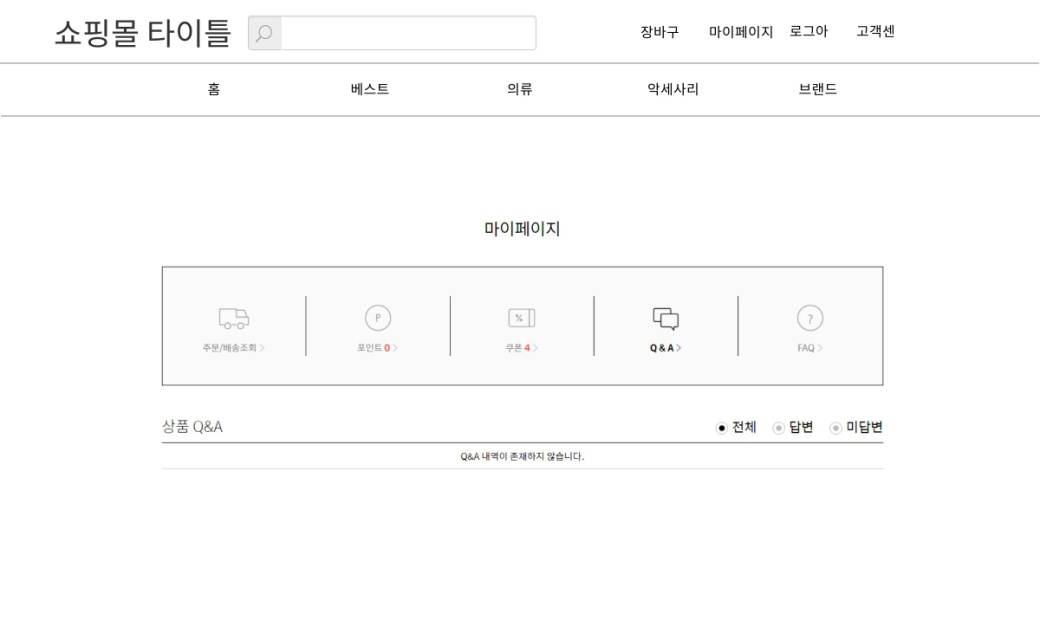 쇼핑몰 타이틀
장바구 마이페이지 로그아 고객센
홈 베스트 의류 악세사리 브랜드
마이페이지
P % ?
주문/배송조회 > 포인트 0 > 쿠폰 4 > Q & A > FAQ >
상품 Q&A 전체 답변 미답변
Q&A 내역이 존재하지 않습니다.